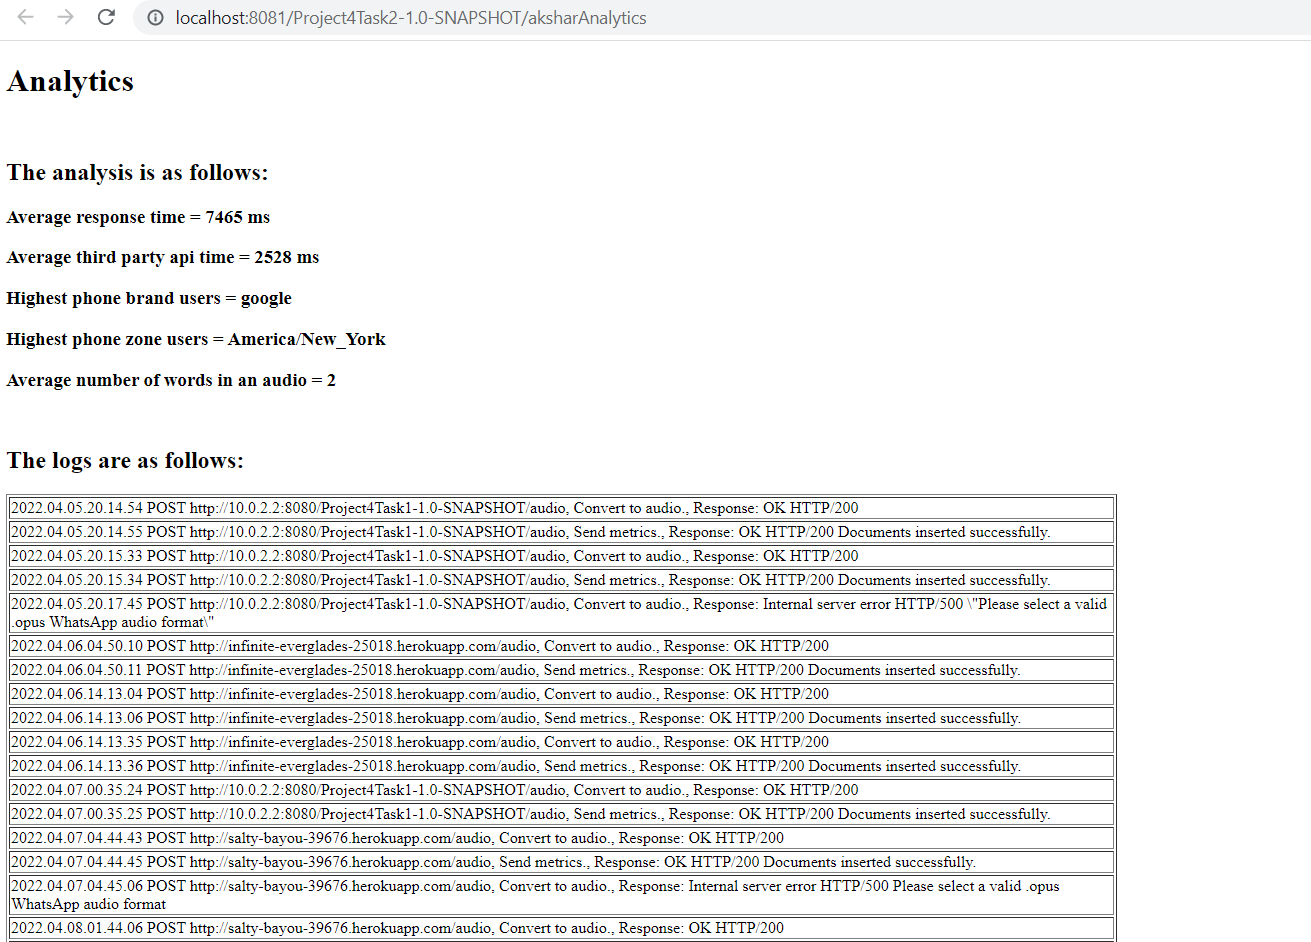 localhost:8081/Project4Task2-1.0-SNAPSHOT/aksharAnalytics
Analytics
The analysis is as follows:
Average response time = 7465 ms
Average third party api time = 2528 ms
Highest phone brand users = google
Highest phone zone users = America/New_York
Average number of words in an audio = 2
The logs are as follows:
2022.04.05.20.14.54 POST http://10.0.2.2:8080/Project4Task1-1.0-SNAPSHOT/audio, Convert to audio., Response: OK HTTP/200
2022.04.05.20.14.55 POST http://10.0.2.2:8080/Project4Task1-1.0-SNAPSHOT/audio, Send metrics., Response: OK HTTP/200 Documents inserted successfully.
2022.04.05.20.15.33 POST http://10.0.2.2:8080/Project4Task1-1.0-SNAPSHOT/audio, Convert to audio., Response: OK HTTP/200
2022.04.05.20.15.34 POST http://10.0.2.2:8080/Project4Task1-1.0-SNAPSHOT/audio, Send metrics., Response: OK HTTP/200 Documents inserted successfully.
2022.04.05.20.17.45 POST http://10.0.2.2:8080/Project4Task1-1.0-SNAPSHOT/audio, Convert to audio., Response: Internal server error HTTP/500 \"Please select a valid
.opus WhatsApp audio format\"
2022.04.06.04.50.10 POST http://infinite-everglades-25018.herokuapp.com/audio, Convert to audio., Response: OK HTTP/200
2022.04.06.04.50.11 POST http://infinite-everglades-25018.herokuapp.com/audio, Send metrics., Response: OK HTTP/200 Documents inserted successfully.
2022.04.06.14.13.04 POST http://infinite-everglades-25018.herokuapp.com/audio, Convert to audio., Response: OK HTTP/200
2022.04.06.14.13.06 POST http://infinite-everglades-25018.herokuapp.com/audio, Send metrics., Response: OK HTTP/200 Documents inserted successfully.
2022.04.06.14.13.35 POST http://infinite-everglades-25018.herokuapp.com/audio, Convert to audio., Response: OK HTTP/200
2022.04.06.14.13.36 POST http://infinite-everglades-25018.herokuapp.com/audio, Send metrics., Response: OK HTTP/200 Documents inserted successfully.
2022.04.07.00.35.24 POST http://10.0.2.2:8080/Project4Task1-1.0-SNAPSHOT/audio, Convert to audio., Response: OK HTTP/200
2022.04.07.00.35.25 POST http://10.0.2.2:8080/Project4Task1-1.0-SNAPSHOT/audio, Send metrics., Response: OK HTTP/200 Documents inserted successfully.
2022.04.07.04.44.43 POST http://salty-bayou-39676.herokuapp.com/audio, Convert to audio., Response: OK HTTP/200
2022.04.07.04.44.45 POST http://salty-bayou-39676.herokuapp.com/audio, Send metrics., Response: OK HTTP/200 Documents inserted successfully.
2022.04.07.04.45.06 POST http://salty-bayou-39676.herokuapp.com/audio, Convert to audio., Response: Internal server error HTTP/500 Please select a valid .opus
WhatsApp audio format
2022.04.08.01.44.06 POST http://salty-bayou-39676.herokuapp.com/audio, Convert to audio., Response: OK HTTP/200